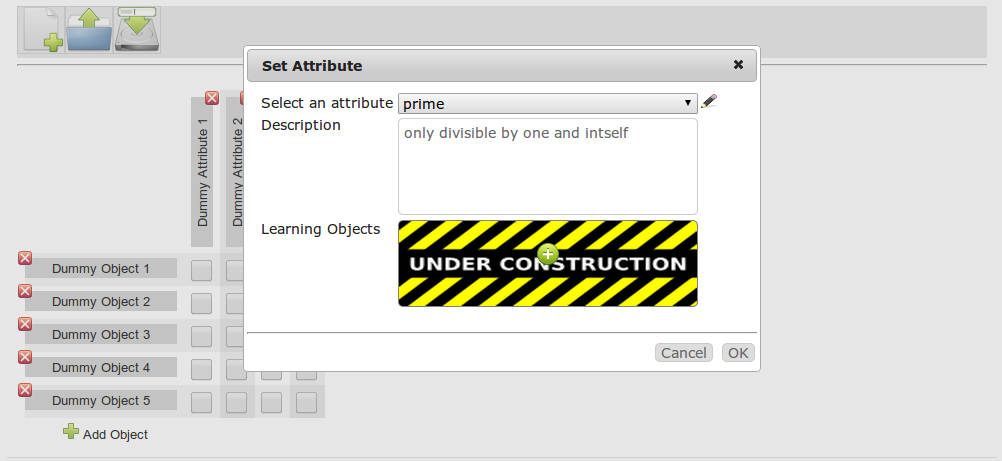 Set Attribute
Select an attribute prime
Description only divisible by one and intself
Learning Objects UNDER CONSTRUCTION
Cancel OK
Dummy Attribute 1
Dummy Attribute 2
Dummy Object 1
Dummy Object 2
Dummy Object 3
Dummy Object 4
Dummy Object 5
Add Object